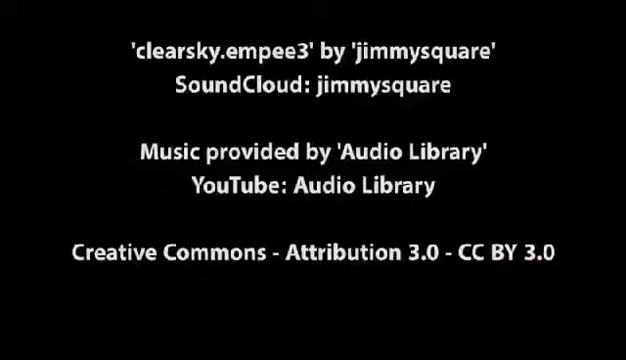 'clearsky.empee3' by 'jimmysquare'
SoundCloud: jimmysquare
Music provided by 'Audio Library'
YouTube: Audio Library
Creative Commons - Attribution 3.0 - CC BY 3.0